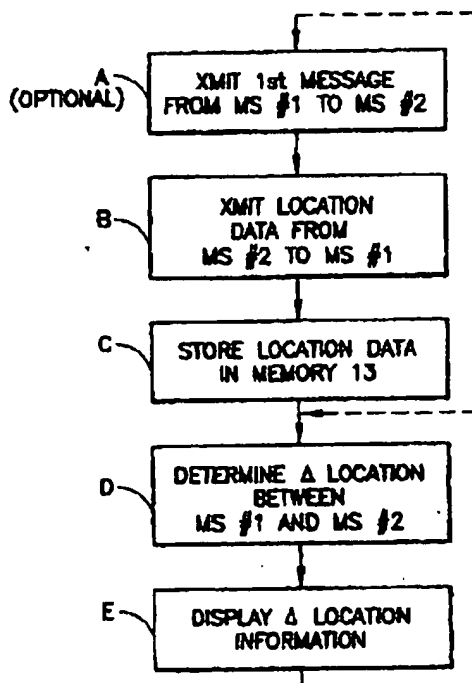 A
(OPTIONAL)
XMIT 1st MESSAGE
FROM MS #1 TO MS #2
B
XMIT LOCATION
DATA FROM
MS #2 TO MS #1
C
STORE LOCATION DATA
IN MEMORY 13
D
DETERMINE Δ LOCATION
BETWEEN
MS #1 AND MS #2
E
DISPLAY Δ LOCATION
INFORMATION